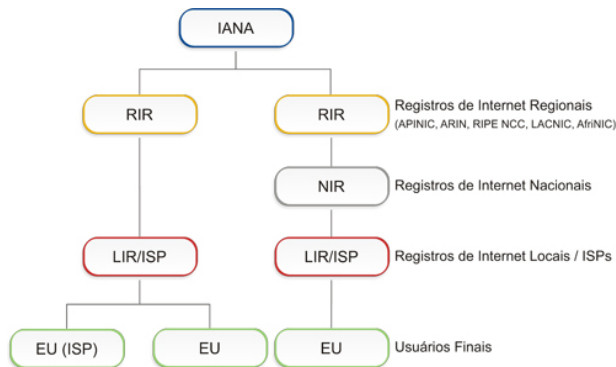 IANA
RIR
RIR
Registros de Internet Regionais
(APINIC, ARIN, RIPE NCC, LACNIC, AfriNIC)
NIR
Registros de Internet Nacionais
LIR/ISP
LIR/ISP
Registros de Internet Locais / ISPs
EU (ISP)
EU
EU
Usuários Finais